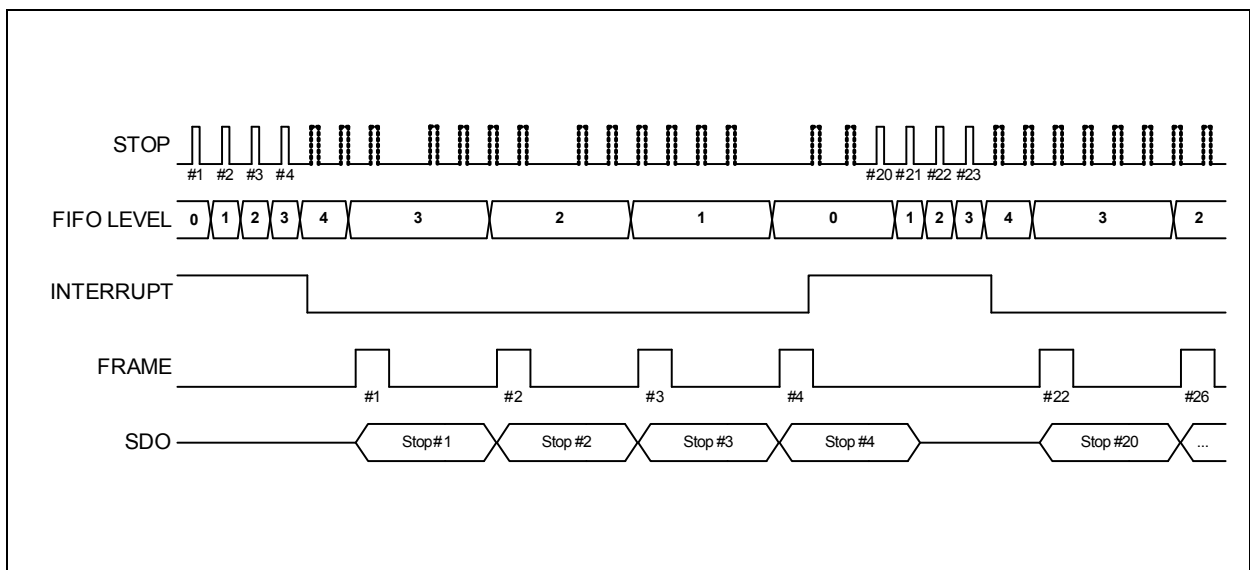 STOP
#1 #2 #3 #4 #20 #21 #22 #23
FIFO LEVEL 0 1 2 3 4 3 2 1 0 1 2 3 4 3 2
INTERRUPT
FRAME
#1 #2 #3 #4 #22 #26
SDO Stop#1 Stop #2 Stop #3 Stop #4 Stop #20 ...